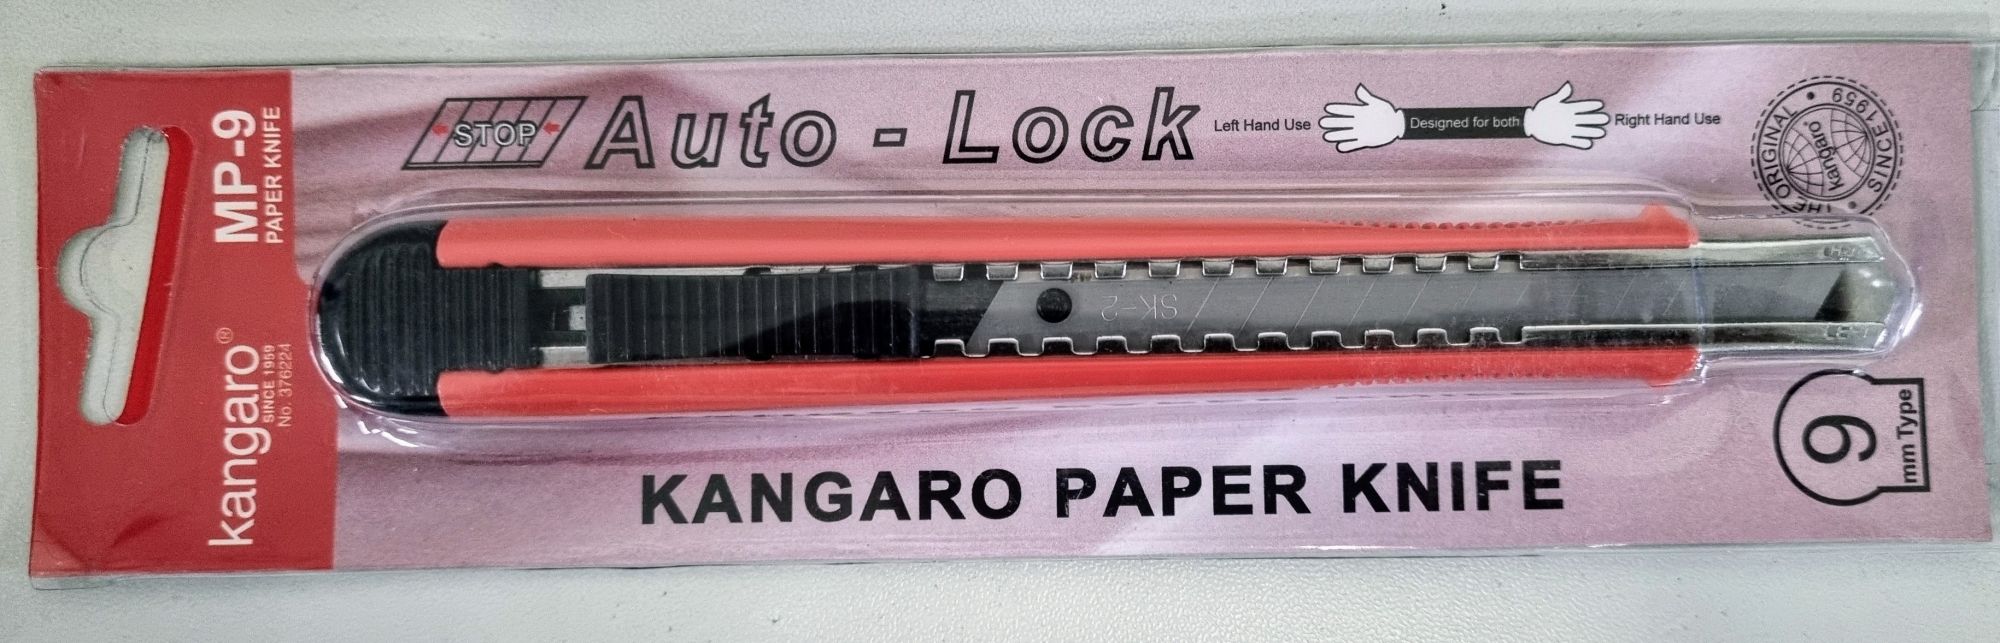 MP-9
PAPER KNIFE
kangaro®
SINCE 1959
No. 376224
STOP
Auto - Lock
Left Hand Use
Designed for both
Right Hand Use
THE ORIGINAL • SINCE 1959 •
kangaro®
SK-2
KANGARO PAPER KNIFE
9
mm Type